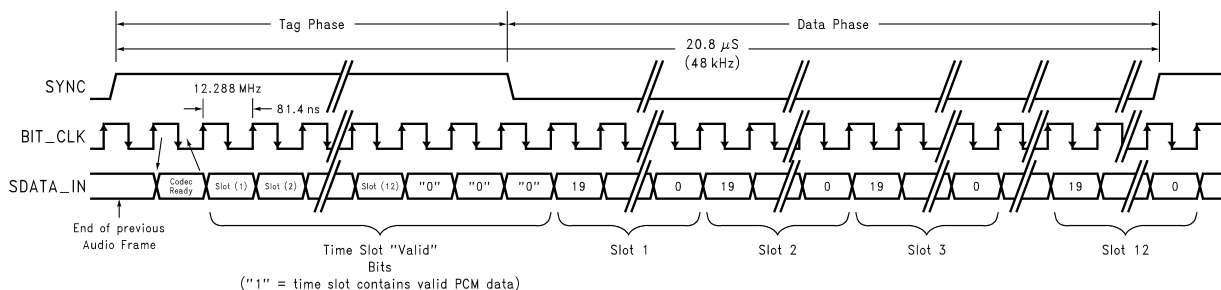 Tag Phase
Data Phase
20.8 μS
(48 kHz)
SYNC
12.288 MHz
81.4 ns
BIT_CLK
SDATA_IN
Codec
Ready
Slot (1)
Slot (2)
Slot (12)
"0"
"0"
"0"
19
0
19
0
19
0
19
0
End of previous
Audio Frame
Time Slot "Valid"
Bits
("1" = time slot contains valid PCM data)
Slot 1
Slot 2
Slot 3
Slot 12